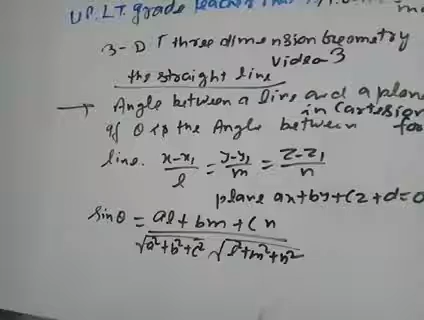 U.P. L.T. grade teacher
3-D [ three dimension Geometry
Video 3
the straight line
→ Angle between a line and a plane
in Cartesian
If θ is the Angle between
line. x-x₁/l = y-y₁/m = z-z₁/n
plane ax+by+cz+d=0
sinθ = al+bm+cn / √a²+b²+c² √l²+m²+n²